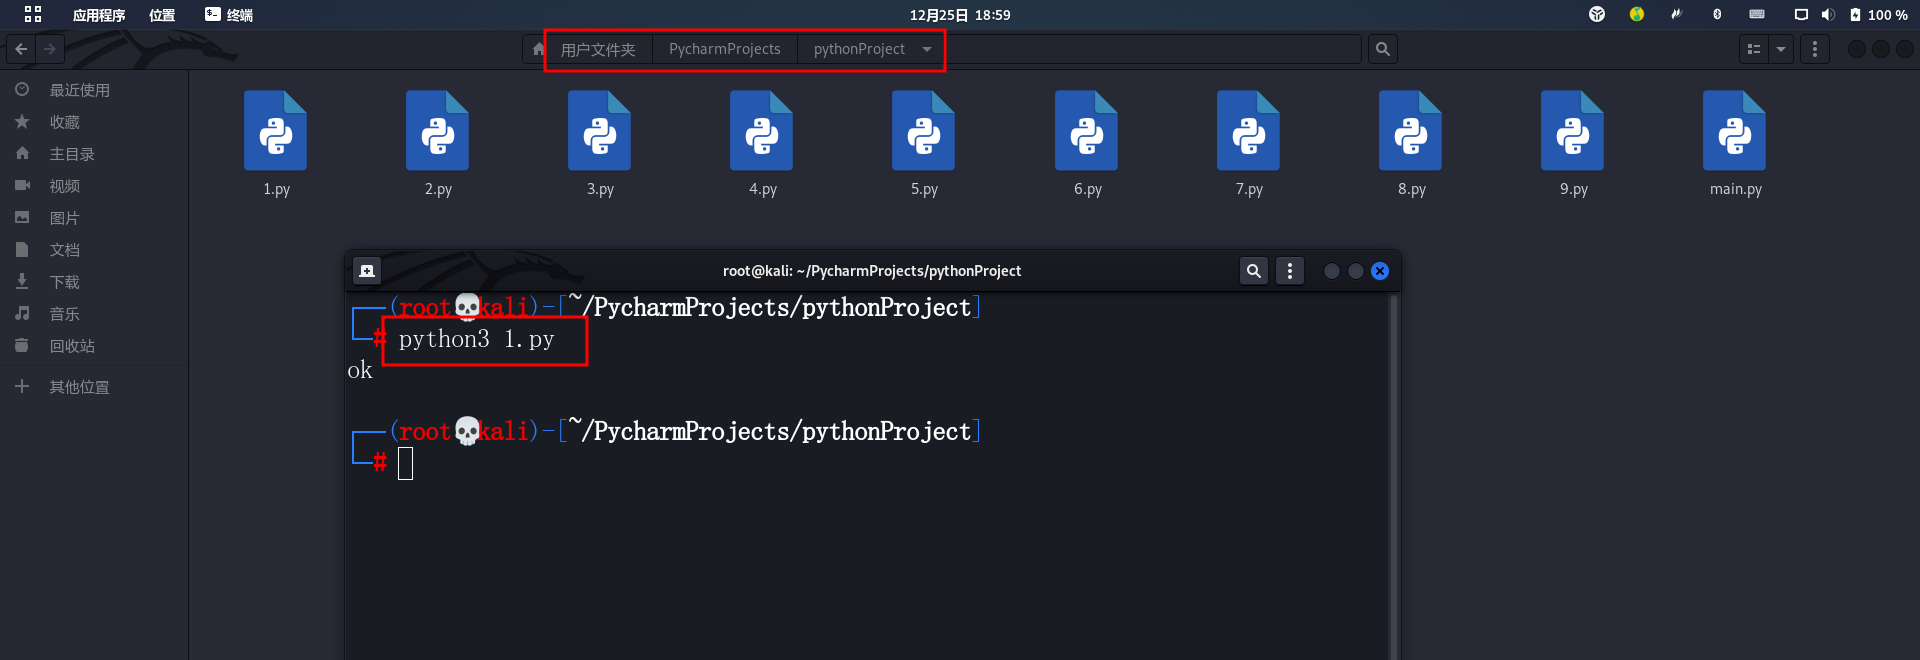 应用程序 位置 终端 12月25日 18:59 100 %
用户文件夹 PycharmProjects pythonProject
最近使用
收藏
主目录
视频
图片
文档
下载
音乐
回收站
其他位置
1.py 2.py 3.py 4.py 5.py 6.py 7.py 8.py 9.py main.py
root@kali: ~/PycharmProjects/pythonProject
(root💀kali)-[~/PycharmProjects/pythonProject]
# python3 1.py
ok
(root💀kali)-[~/PycharmProjects/pythonProject]
#